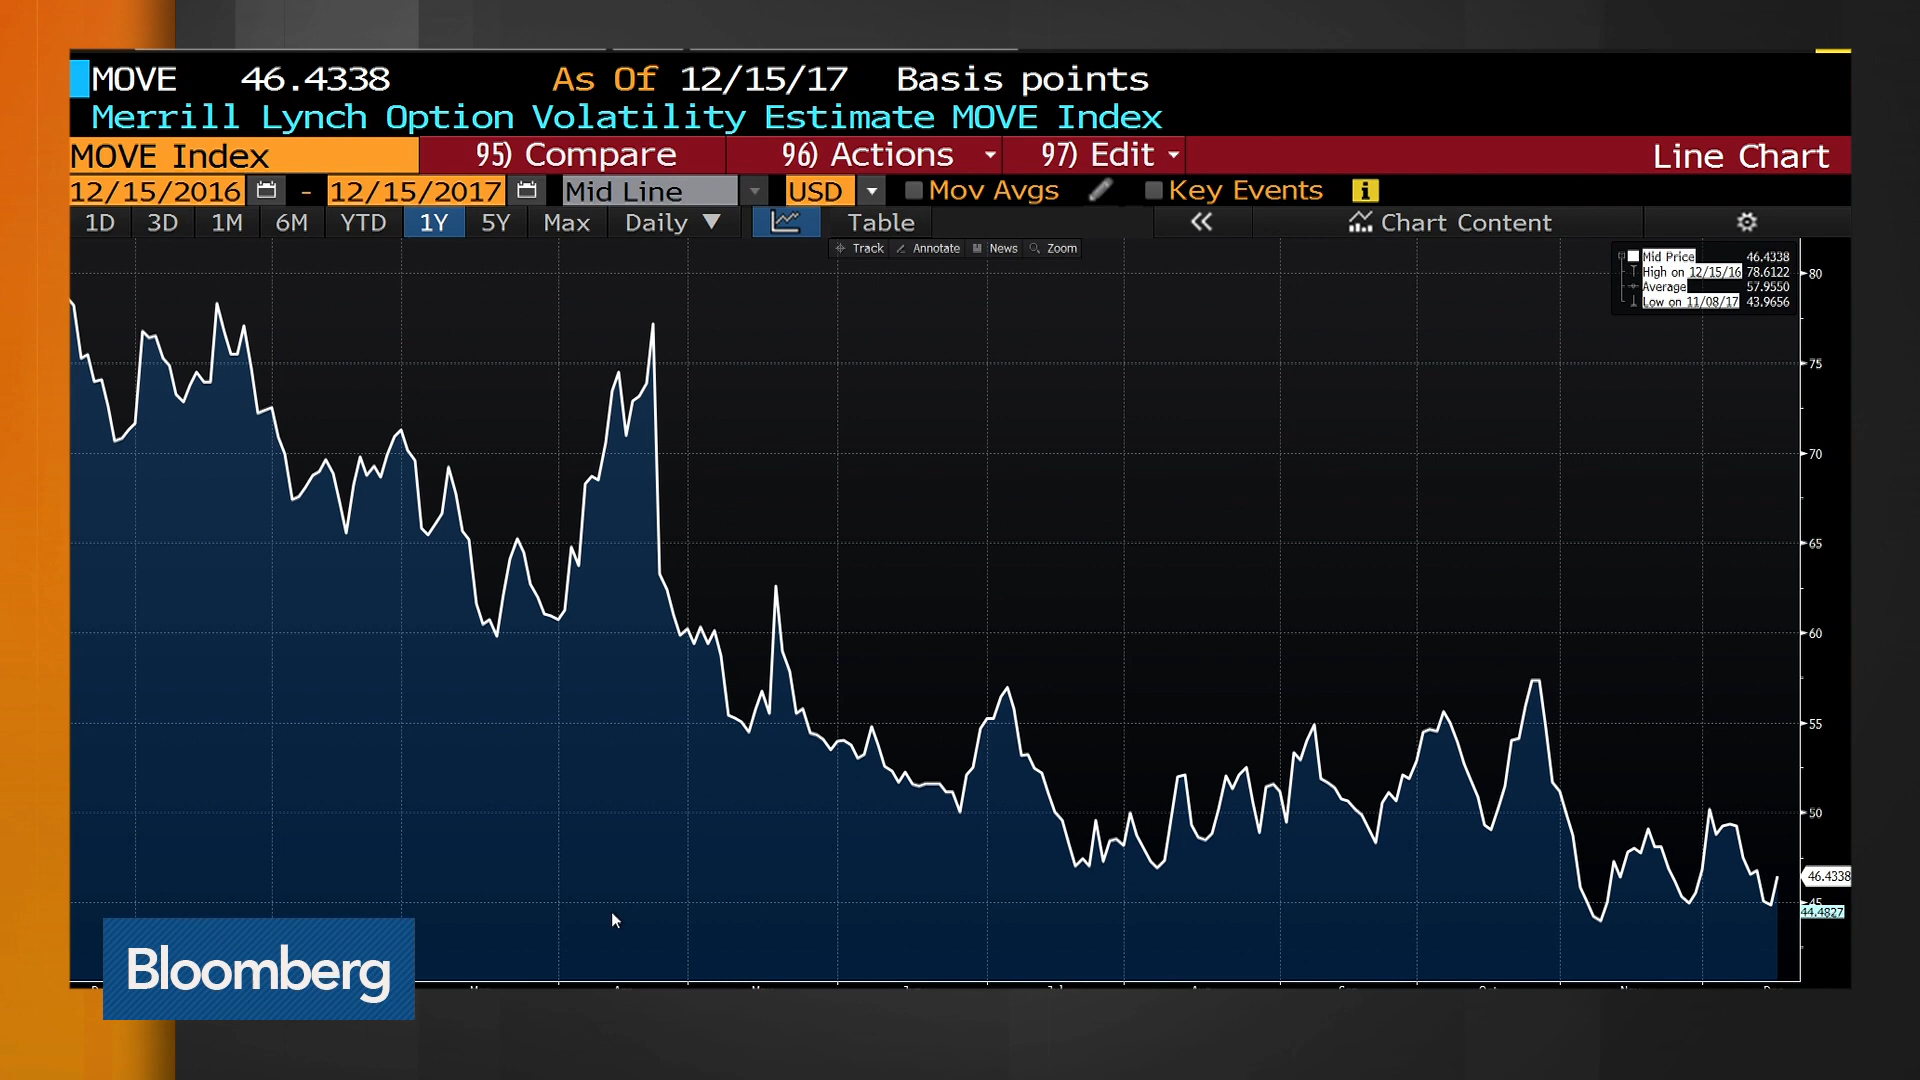 MOVE 46.4338 As Of 12/15/17 Basis points
Merrill Lynch Option Volatility Estimate MOVE Index
MOVE Index 95) Compare 96) Actions 97) Edit Line Chart
12/15/2016 - 12/15/2017 Mid Line USD Mov Avgs Key Events i
1D 3D 1M 6M YTD 1Y 5Y Max Daily ▼ Table « Chart Content
Track Annotate News Zoom
Mid Price 46.4338
High on 12/15/16 78.6122
Average 57.9550
Low on 11/08/17 43.9656
80
75
70
65
60
55
50
46.4338
45
44.4827
Bloomberg